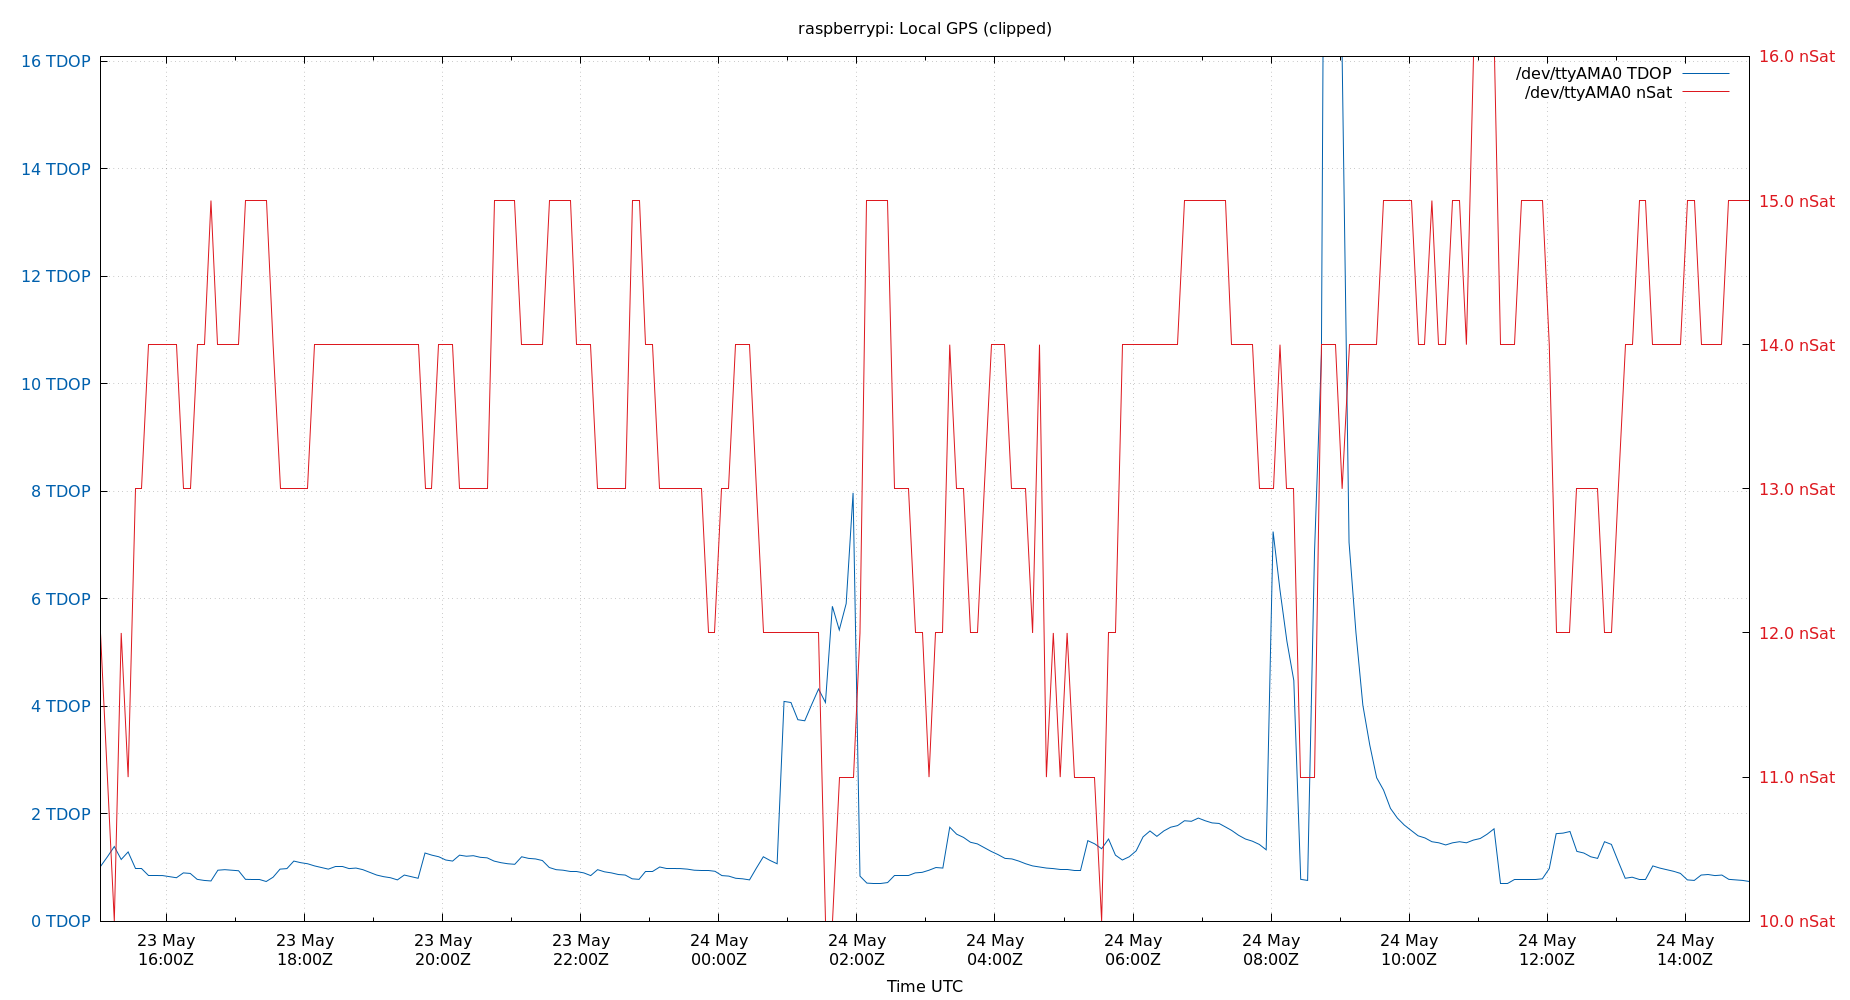 raspberrypi: Local GPS (clipped)
16 TDOP
14 TDOP
12 TDOP
10 TDOP
8 TDOP
6 TDOP
4 TDOP
2 TDOP
0 TDOP
/dev/ttyAMA0 TDOP
/dev/ttyAMA0 nSat
16.0 nSat
15.0 nSat
14.0 nSat
13.0 nSat
12.0 nSat
11.0 nSat
10.0 nSat
23 May
16:00Z
23 May
18:00Z
23 May
20:00Z
23 May
22:00Z
24 May
00:00Z
24 May
02:00Z
24 May
04:00Z
24 May
06:00Z
24 May
08:00Z
24 May
10:00Z
24 May
12:00Z
24 May
14:00Z
Time UTC